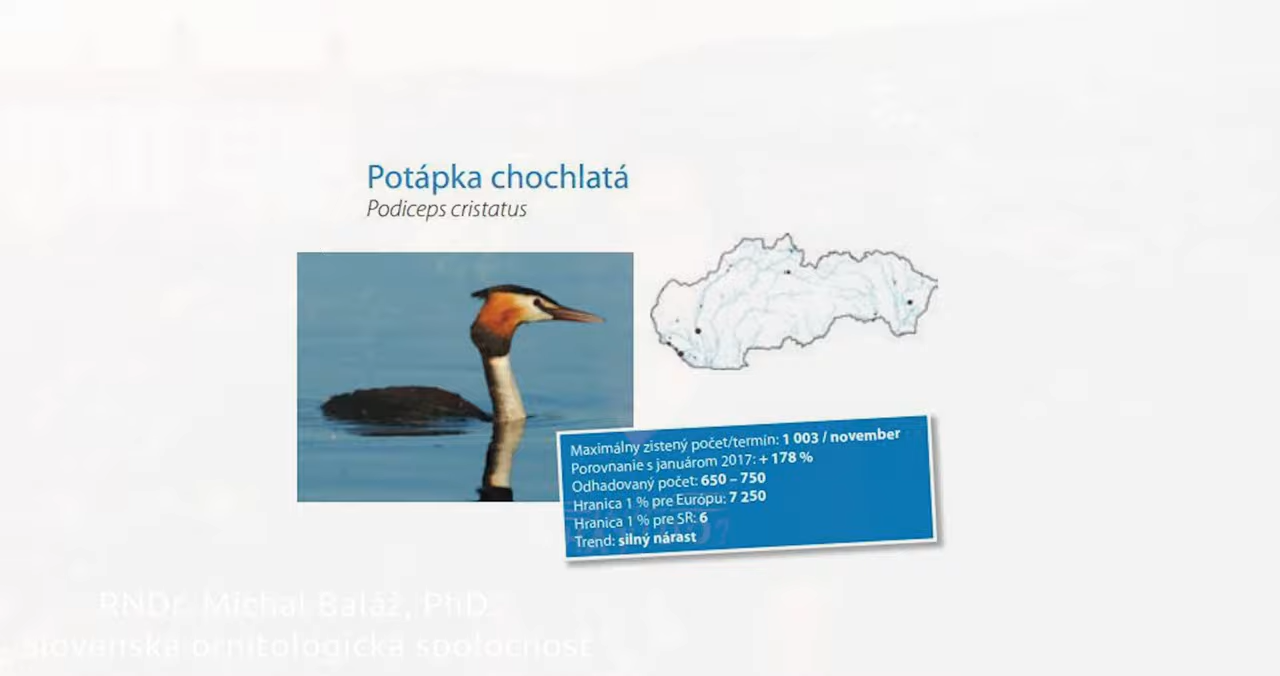 Potápka chochlatá
Podiceps cristatus
Maximálny zistený počet/termín: 1 003 / november
Porovnanie s januárom 2017: + 178 %
Odhadovaný počet: 650 – 750
Hranica 1 % pre Európu: 7 250
Hranica 1 % pre SR: 6
Trend: silný nárast
RNDr. Michal Baláž, PhD.
Slovenská ornitologická spoločnosť